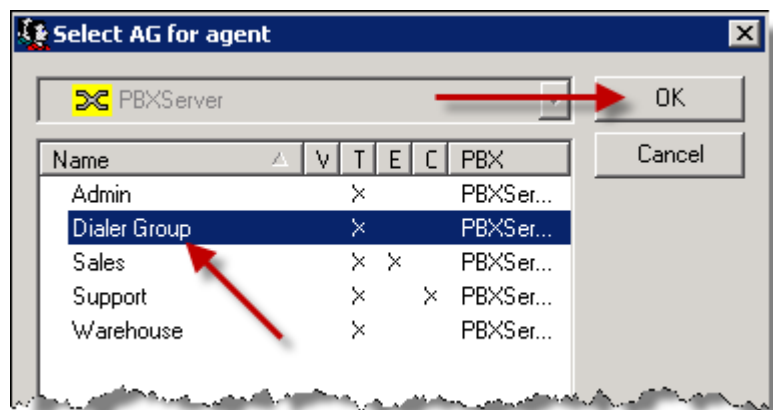 Select AG for agent
PBXServer
OK
Cancel
Name V T E C PBX
Admin X PBXSer...
Dialer Group X PBXSer...
Sales X X PBXSer...
Support X X PBXSer...
Warehouse X PBXSer...